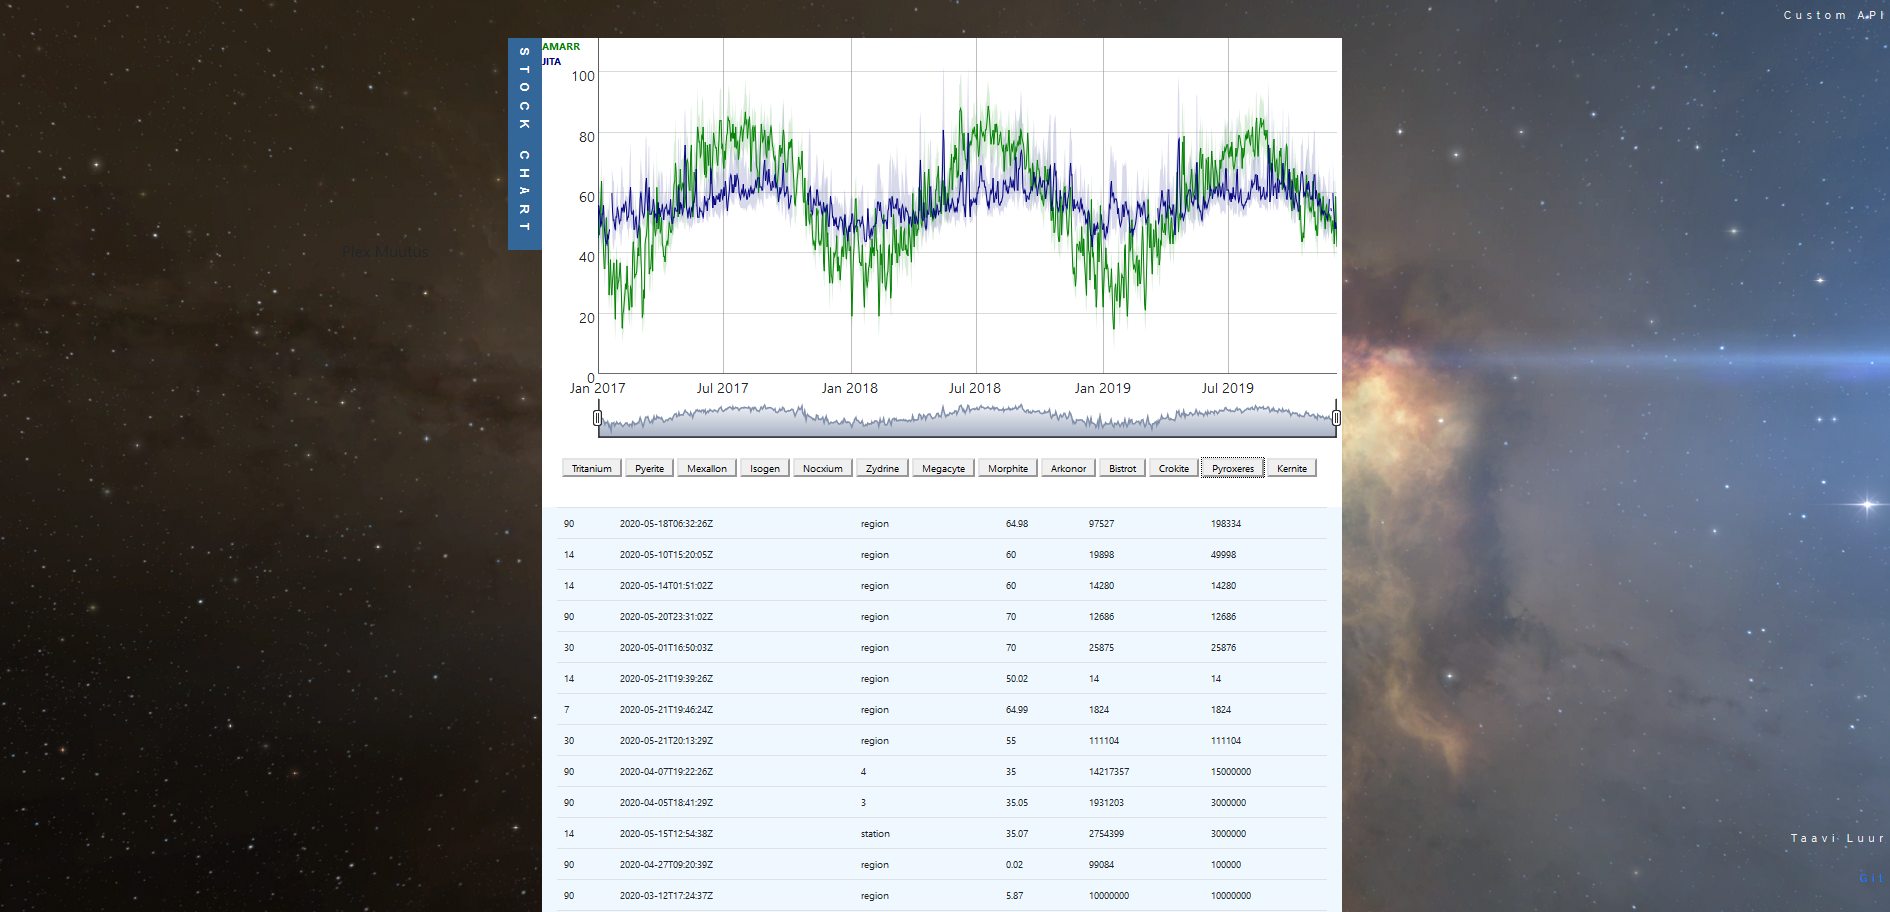 Custom API
STOCK CHART
AMARR
JITA
100
80
60
40
20
0
Jan 2017 Jul 2017 Jan 2018 Jul 2018 Jan 2019 Jul 2019
Plex Muutus
Tritanium Pyerite Mexallon Isogen Nocxium Zydrine Megacyte Morphite Arkonor Bistrot Crokite Pyroxeres Kernite
90 2020-05-18T06:32:26Z region 64.98 97527 198334
14 2020-05-10T15:20:05Z region 60 19898 49998
14 2020-05-14T01:51:02Z region 60 14280 14280
90 2020-05-20T23:31:02Z region 70 12686 12686
30 2020-05-01T16:50:03Z region 70 25875 25876
14 2020-05-21T19:39:26Z region 50.02 14 14
7 2020-05-21T19:46:24Z region 64.99 1824 1824
30 2020-05-21T20:13:29Z region 55 111104 111104
90 2020-04-07T19:22:26Z 4 35 14217357 15000000
90 2020-04-05T18:41:29Z 3 35.05 1931203 3000000
14 2020-05-15T12:54:38Z station 35.07 2754399 3000000
90 2020-04-27T09:20:39Z region 0.02 99084 100000
90 2020-03-12T17:24:37Z region 5.87 10000000 10000000
Taavi Luur
Git